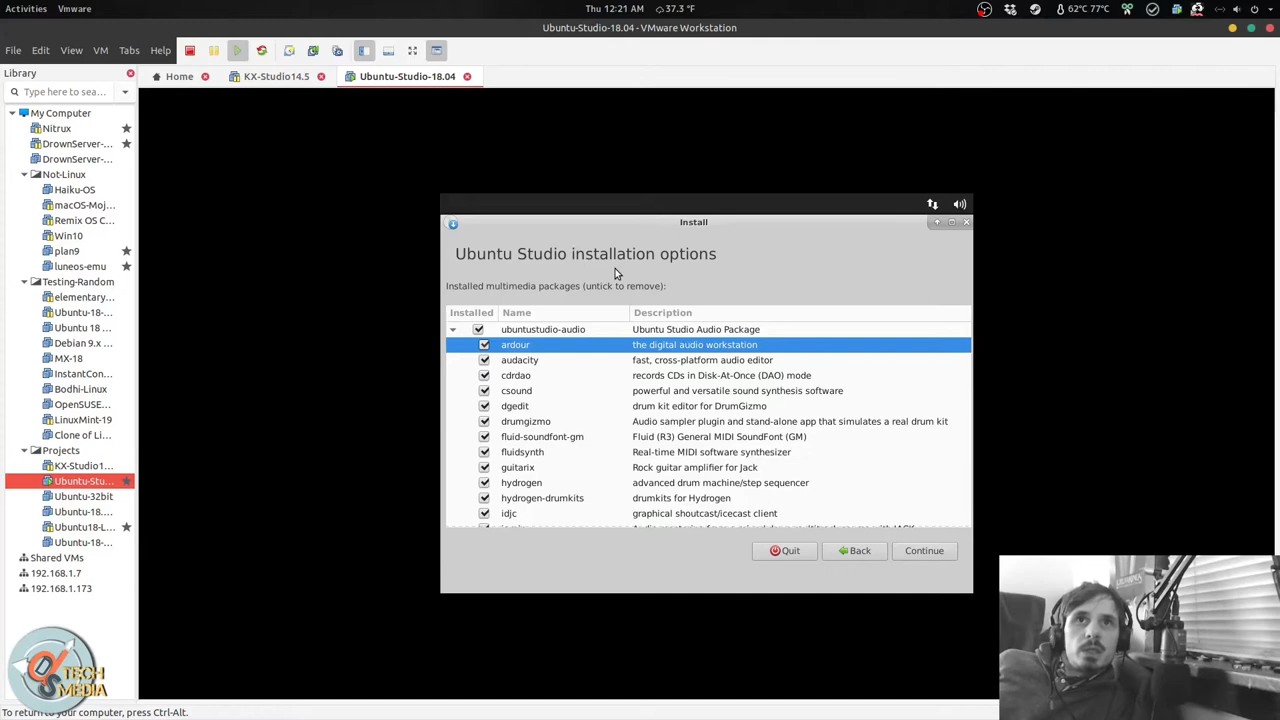 Activities
Vmware
Thu 12:21 AM
37.3 °F
62°C 77°C
Ubuntu-Studio-18.04 - VMware Workstation
File Edit View VM Tabs Help
Library
Type here to sea...
Home
KX-Studio14.5
Ubuntu-Studio-18.04
My Computer
Nitrux
DrownServer-...
DrownServer-...
Not-Linux
Haiku-OS
macOS-Moj...
Remix OS C...
Win10
plan9
luneos-emu
Testing-Random
elementary...
Ubuntu-18-...
Ubuntu 18 ...
Debian 9.x ...
MX-18
InstantCon...
Bodhi-Linux
OpenSUSE...
LinuxMint-19
Clone of Li...
Projects
KX-Studio1...
Ubuntu-Stu...
Ubuntu-32bit
Ubuntu-18....
Ubuntu18-L...
Ubuntu-18-...
Shared VMs
192.168.1.7
192.168.1.173
Install
Ubuntu Studio installation options
Installed multimedia packages (untick to remove):
Installed Name Description
ubuntustudio-audio Ubuntu Studio Audio Package
ardour the digital audio workstation
audacity fast, cross-platform audio editor
cdrdao records CDs in Disk-At-Once (DAO) mode
csound powerful and versatile sound synthesis software
dgedit drum kit editor for DrumGizmo
drumgizmo Audio sampler plugin and stand-alone app that simulates a real drum kit
fluid-soundfont-gm Fluid (R3) General MIDI SoundFont (GM)
fluidsynth Real-time MIDI software synthesizer
guitarix Rock guitar amplifier for Jack
hydrogen advanced drum machine/step sequencer
hydrogen-drumkits drumkits for Hydrogen
idjc graphical shoutcast/icecast client
Quit Back Continue
TECH
MEDIA
To return to your computer, press Ctrl-Alt.